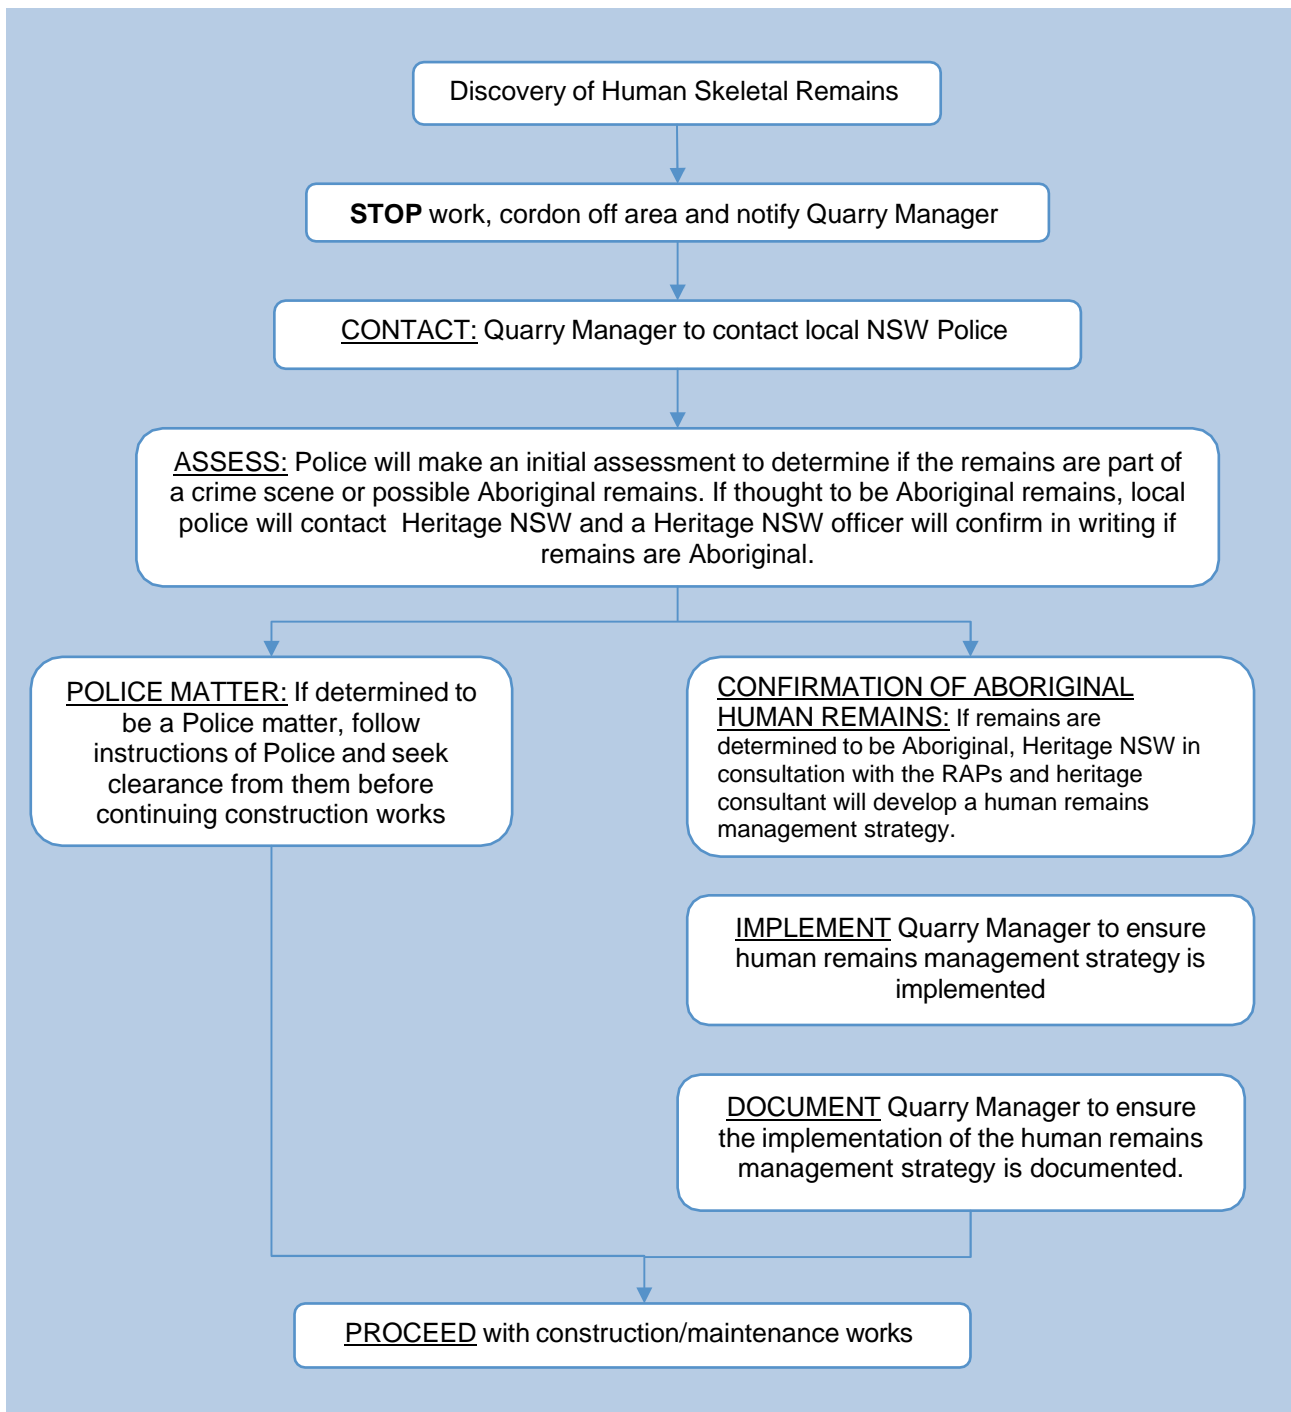 Discovery of Human Skeletal Remains
STOP work, cordon off area and notify Quarry Manager
CONTACT: Quarry Manager to contact local NSW Police
ASSESS: Police will make an initial assessment to determine if the remains are part of
a crime scene or possible Aboriginal remains. If thought to be Aboriginal remains, local
police will contact  Heritage NSW and a Heritage NSW officer will confirm in writing if
remains are Aboriginal.
POLICE MATTER: If determined to
be a Police matter, follow
instructions of Police and seek
clearance from them before
continuing construction works
CONFIRMATION OF ABORIGINAL
HUMAN REMAINS: If remains are
determined to be Aboriginal, Heritage NSW in
consultation with the RAPs and heritage
consultant will develop a human remains
management strategy.
IMPLEMENT Quarry Manager to ensure
human remains management strategy is
implemented
DOCUMENT Quarry Manager to ensure
the implementation of the human remains
management strategy is documented.
PROCEED with construction/maintenance works